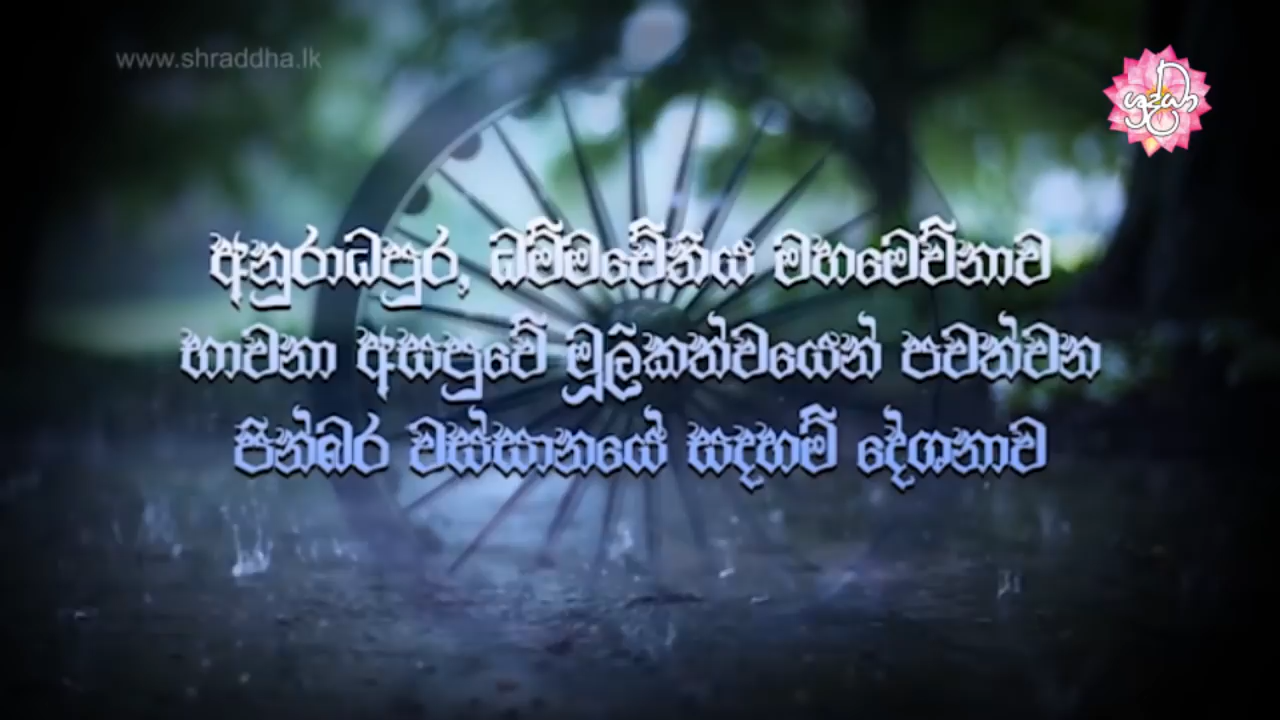 www.shraddha.lk
ශ්‍රද්ධා
අනුරාධපුර, ධම්මචේතිය මහමෙව්නාව
භාවනා අසපුවේ මූලිකත්වයෙන් පවත්වන
පින්බර වස්සානයේ සදහම් දේශනාව